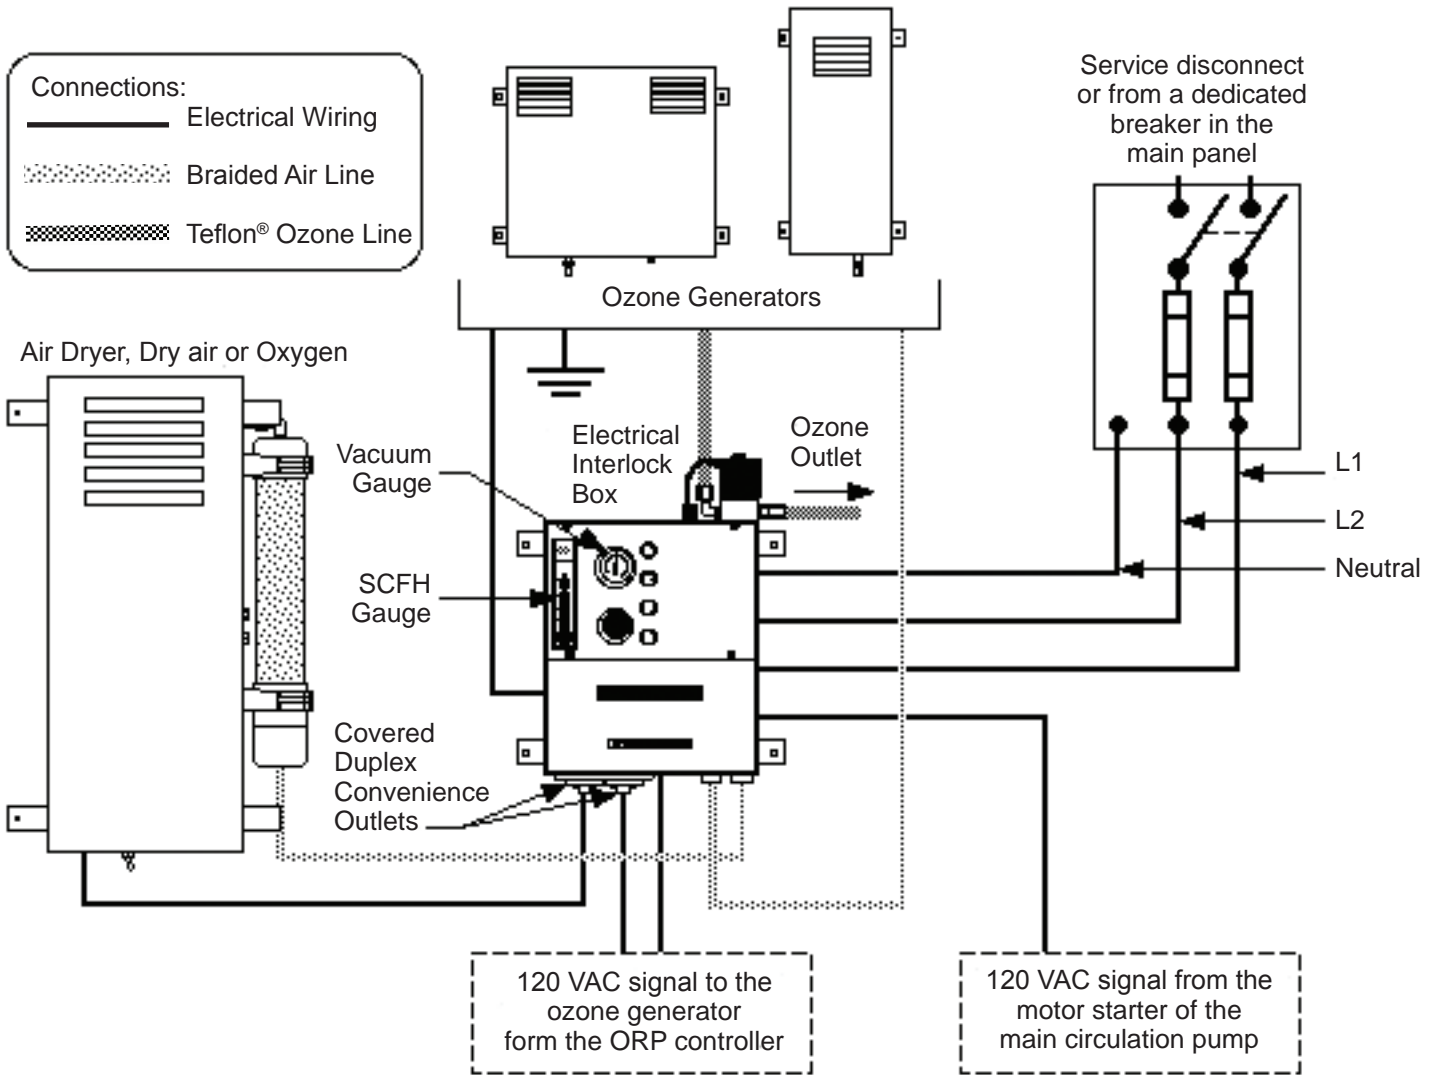 Connections:
Electrical Wiring
Braided Air Line
Teflon® Ozone Line
Service disconnect
or from a dedicated
breaker in the
main panel
Ozone Generators
Air Dryer, Dry air or Oxygen
Vacuum
Gauge
Electrical
Interlock
Box
Ozone
Outlet
L1
L2
Neutral
SCFH
Gauge
Covered
Duplex
Convenience
Outlets
120 VAC signal to the
ozone generator
form the ORP controller
120 VAC signal from the
motor starter of the
main circulation pump